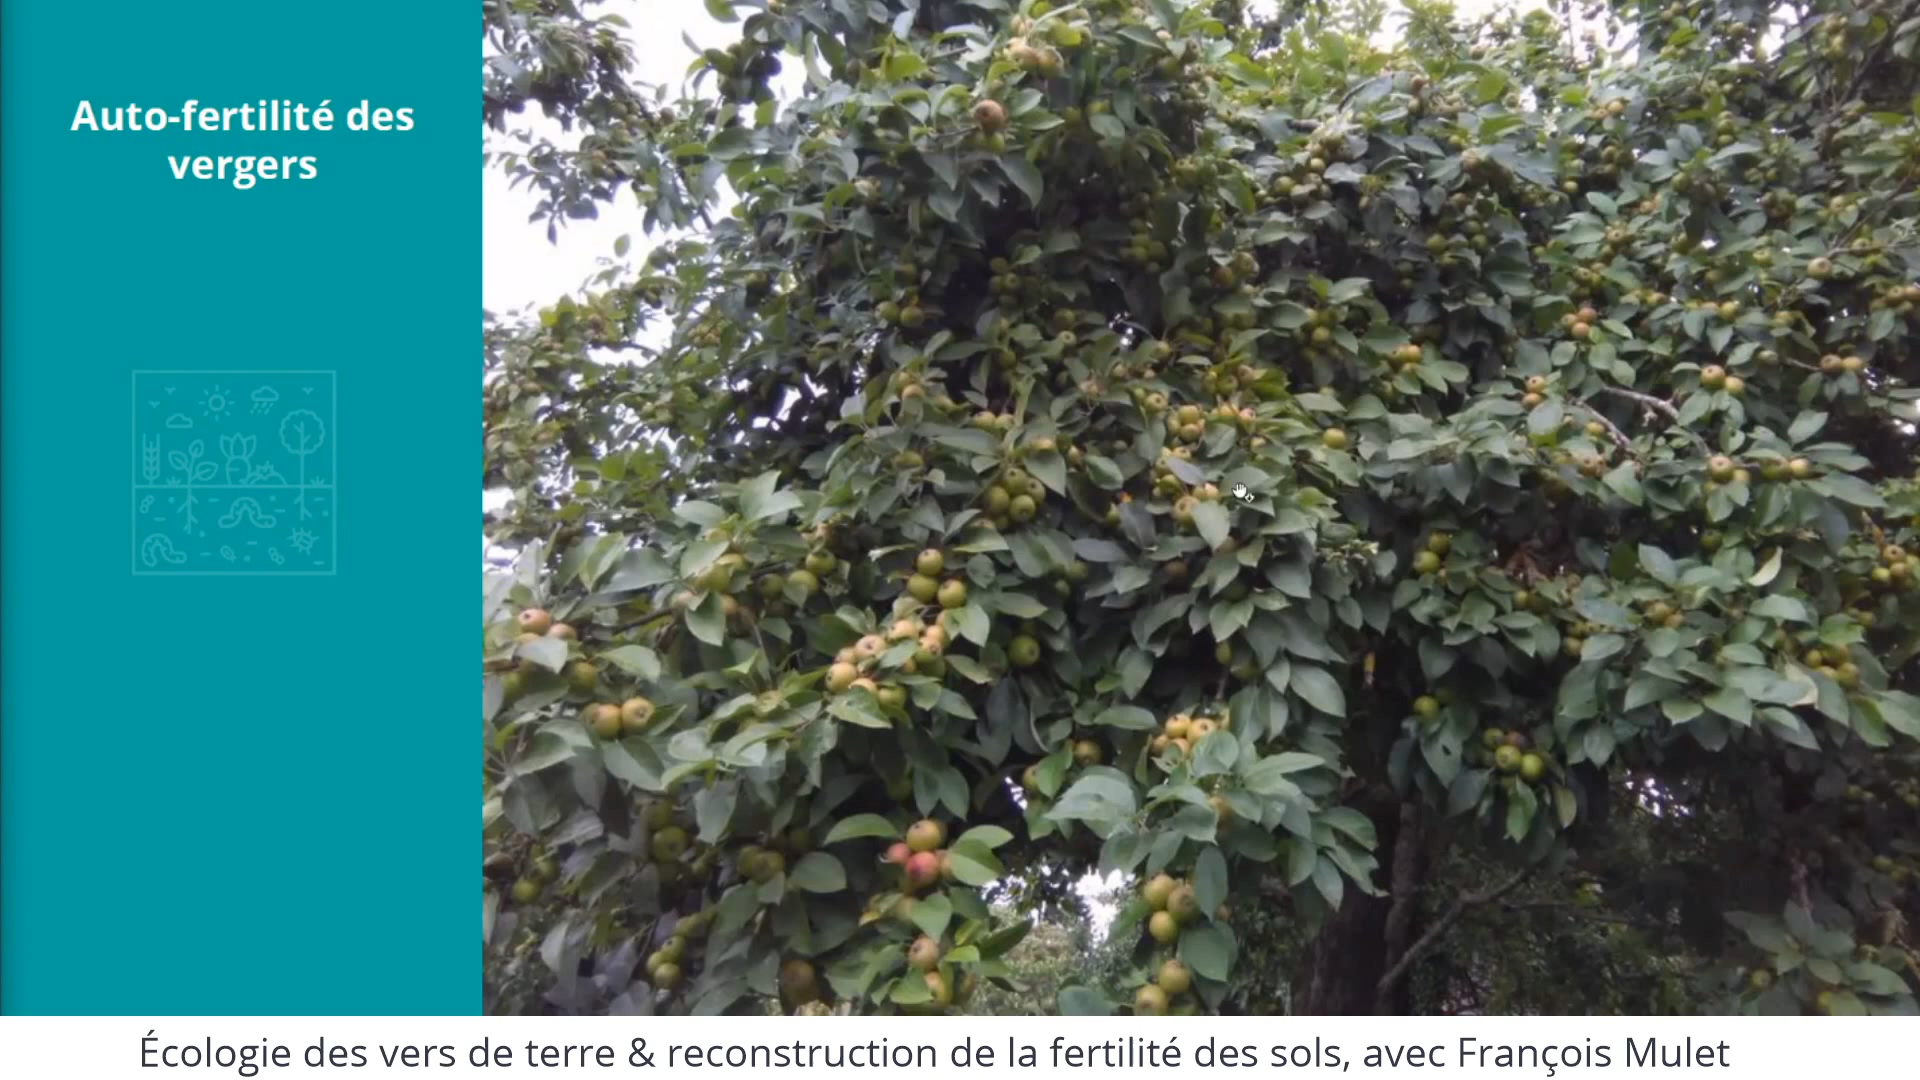 Auto-fertilité des
vergers
Écologie des vers de terre & reconstruction de la fertilité des sols, avec François Mulet